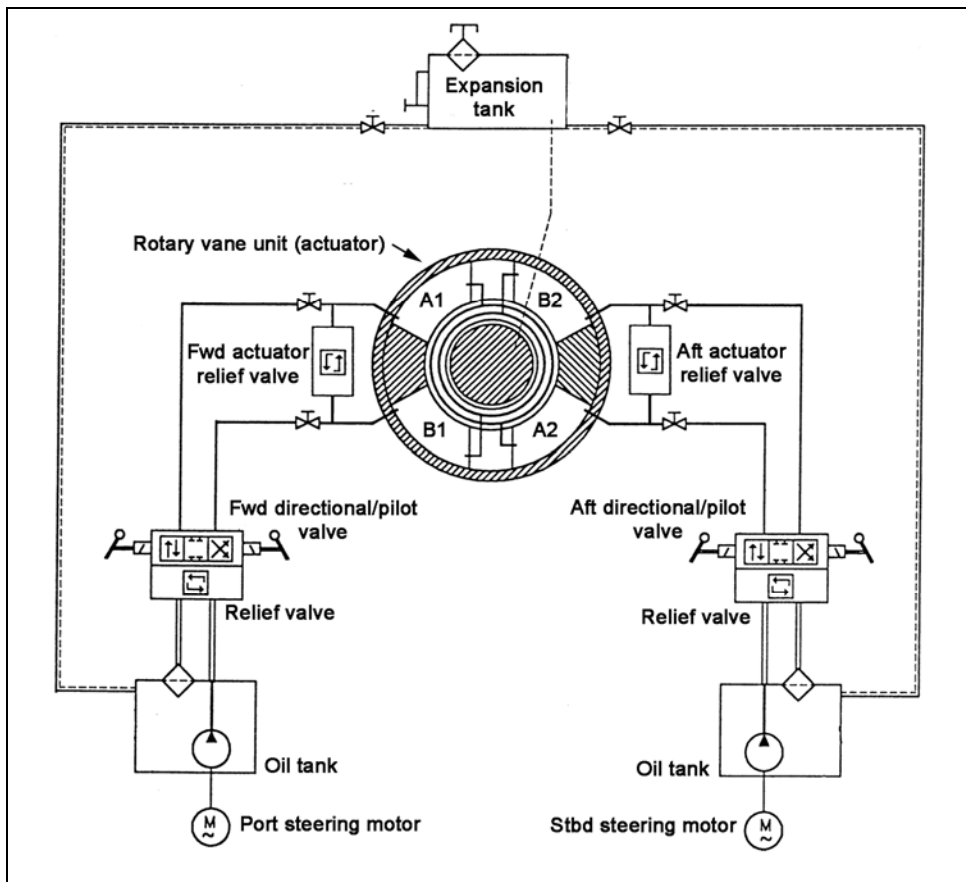 Expansion
tank
Rotary vane unit (actuator)
A1
B2
Fwd actuator
relief valve
Aft actuator
relief valve
B1
A2
Fwd directional/pilot
valve
Aft directional/pilot
valve
Relief valve
Relief valve
Oil tank
Oil tank
M
~
Port steering motor
Stbd steering motor
M
~